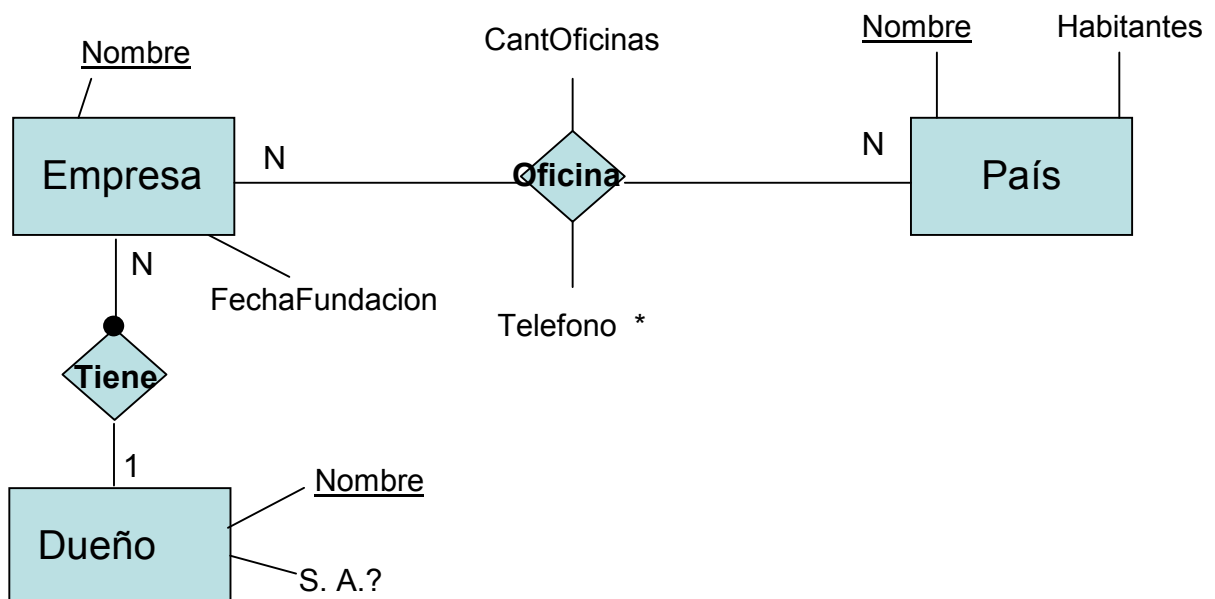 CantOficinas
Nombre
Habitantes
Nombre
Empresa
N
Oficina
N
País
N
FechaFundacion
Telefono *
Tiene
1
Nombre
Dueño
S. A.?